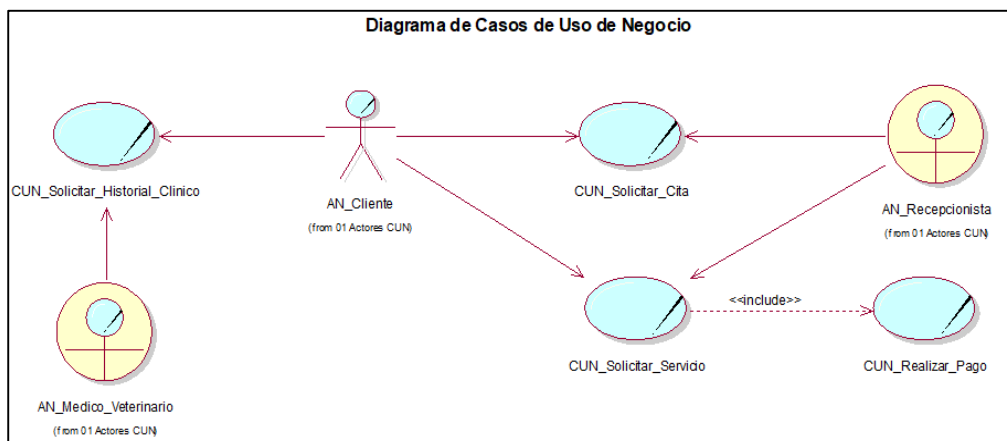 Diagrama de Casos de Uso de Negocio
CUN_Solicitar_Historial_Clinico
AN_Cliente
(from 01 Actores CUN)
CUN_Solicitar_Cita
AN_Recepcionista
(from 01 Actores CUN)
<<include>>
CUN_Solicitar_Servicio
CUN_Realizar_Pago
AN_Medico_Veterinario
(from 01 Actores CUN)